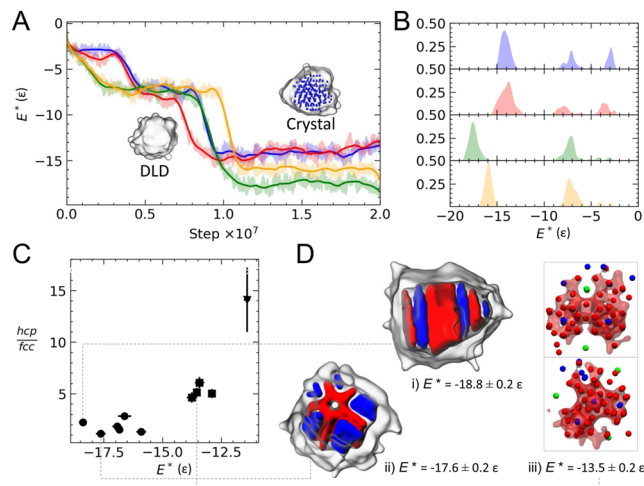 A
0
E* (ε)
−5
−10
−15
DLD
Crystal
0.0
0.5
1.0
1.5
2.0
Step ×10⁷
B
0.50
0.25
0.50
0.25
0.50
0.25
0.50
0.25
−20
−15
−10
−5
0
E* (ε)
C
15
10
5
hcp
fcc
−17.5
−15.0
−12.5
E* (ε)
D
i) E* = -18.8 ± 0.2 ε
ii) E* = -17.6 ± 0.2 ε
iii) E* = -13.5 ± 0.2 ε